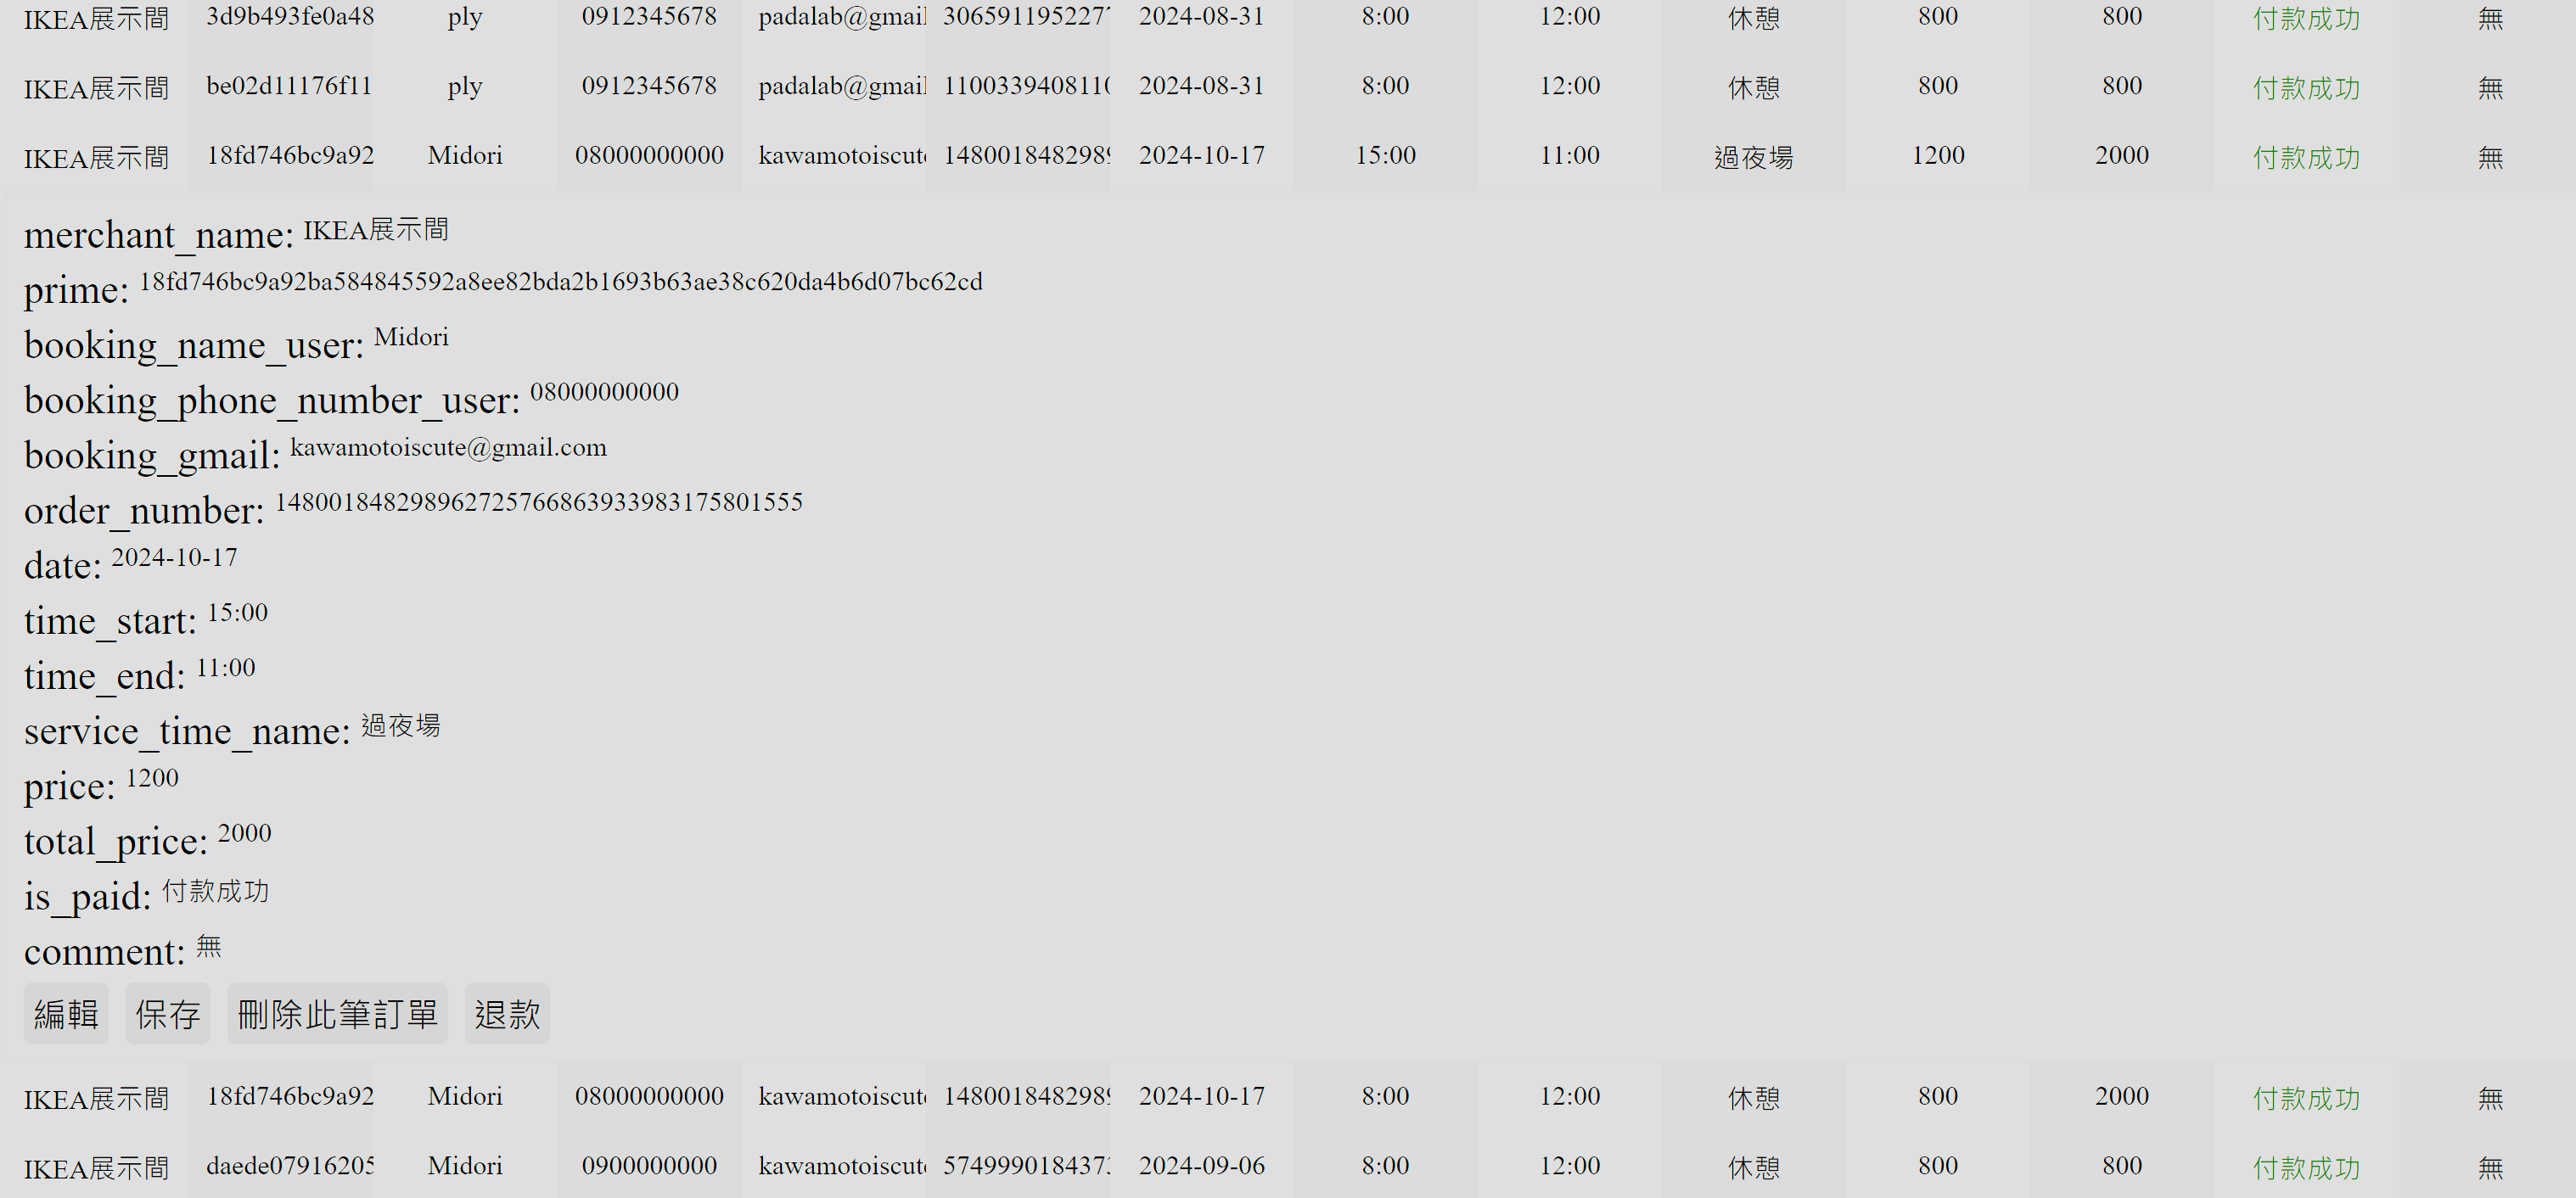 IKEA展示間 3d9b493fe0a48 ply 0912345678 padalab@gmail 3065911952277 2024-08-31 8:00 12:00 休憩 800 800 付款成功 無
IKEA展示間 be02d11176f11 ply 0912345678 padalab@gmail 1100339408110 2024-08-31 8:00 12:00 休憩 800 800 付款成功 無
IKEA展示間 18fd746bc9a92 Midori 08000000000 kawamotoiscute 1480018482989 2024-10-17 15:00 11:00 過夜場 1200 2000 付款成功 無
merchant_name: IKEA展示間
prime: 18fd746bc9a92ba584845592a8ee82bda2b1693b63ae38c620da4b6d07bc62cd
booking_name_user: Midori
booking_phone_number_user: 08000000000
booking_gmail: kawamotoiscute@gmail.com
order_number: 148001848298962725766863933983175801555
date: 2024-10-17
time_start: 15:00
time_end: 11:00
service_time_name: 過夜場
price: 1200
total_price: 2000
is_paid: 付款成功
comment: 無
編輯 保存 刪除此筆訂單 退款
IKEA展示間 18fd746bc9a92 Midori 08000000000 kawamotoiscute 1480018482989 2024-10-17 8:00 12:00 休憩 800 2000 付款成功 無
IKEA展示間 daede07916205 Midori 0900000000 kawamotoiscute 5749990184373 2024-09-06 8:00 12:00 休憩 800 800 付款成功 無